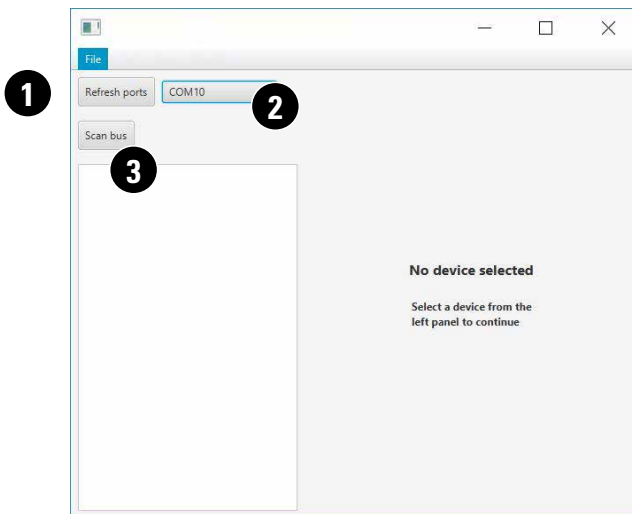 File
1
Refresh ports
COM10
2
Scan bus
3
No device selected
Select a device from the
left panel to continue